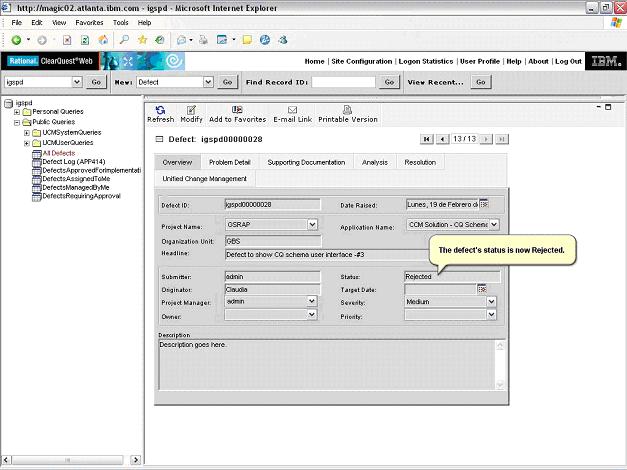 http://magic02.atlanta.ibm.com - igspd - Microsoft Internet Explorer
File Edit View Favorites Tools Help
Rational. ClearQuest Web
Home | Site Configuration | Logon Statistics | User Profile | Help | About | Log Out
IBM
igspd Go New: Defect Go Find Record ID: Go View Recent... Go
igspd
Personal Queries
Public Queries
UCMSystemQueries
UCMUserQueries
All Defects
Defect Log (APP414)
DefectsApprovedForImplementati
DefectsAssignedToMe
DefectsManagedByMe
DefectsRequiringApproval
Refresh Modify Add to Favorites E-mail Link Printable Version
Defect: igspd00000028
13 / 13
Overview Problem Detail Supporting Documentation Analysis Resolution
Unified Change Management
Defect ID: igspd00000028 Date Raised: Lunes, 19 de Febrero d
Project Name: GSRAP Application Name: CCM Solution - CQ Schema
Organization Unit: GBS
Headline: Defect to show CQ schema user interface -#3
The defect's status is now Rejected.
Submitter: admin Status: Rejected
Originator: Claudia Target Date:
Project Manager: admin Severity: Medium
Owner: Priority:
Description
Description goes here.